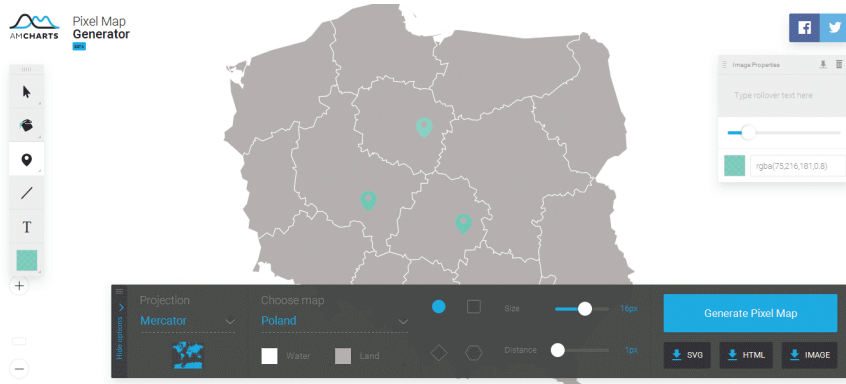 AMCHARTS
Pixel Map
Generator
BETA
Image Properties
Type rollover text here
rgba(75,216,181,0.8)
T
Hide options
Projection
Mercator
Choose map
Poland
Water
Land
Size
16px
Distance
1px
Generate Pixel Map
SVG
HTML
IMAGE